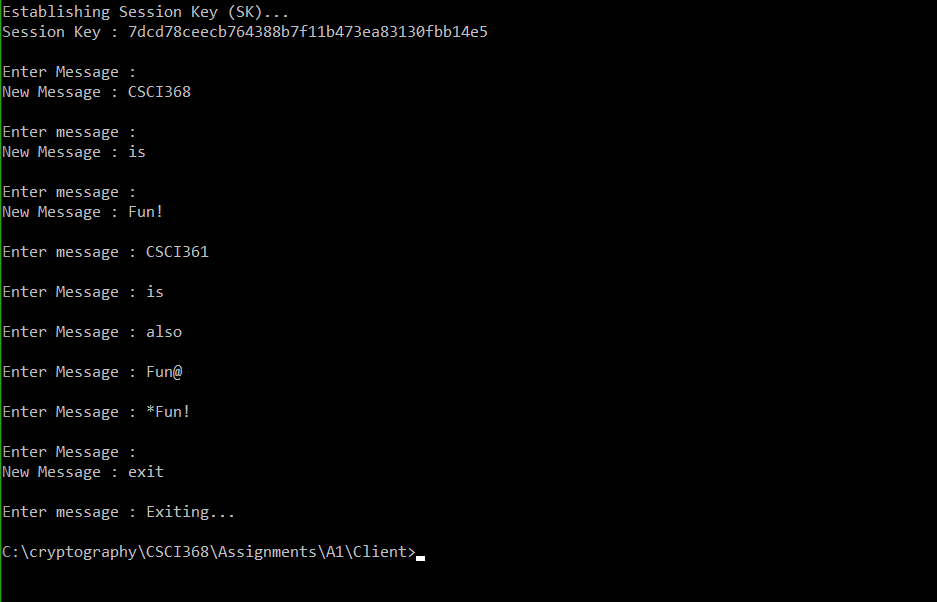 Establishing Session Key (SK)...
Session Key : 7dcd78ceecb764388b7f11b473ea83130fbb14e5
Enter Message :
New Message : CSCI368
Enter message :
New Message : is
Enter message :
New Message : Fun!
Enter message : CSCI361
Enter Message : is
Enter Message : also
Enter Message : Fun@
Enter Message : *Fun!
Enter Message :
New Message : exit
Enter message : Exiting...
C:\cryptography\CSCI368\Assignments\A1\Client>